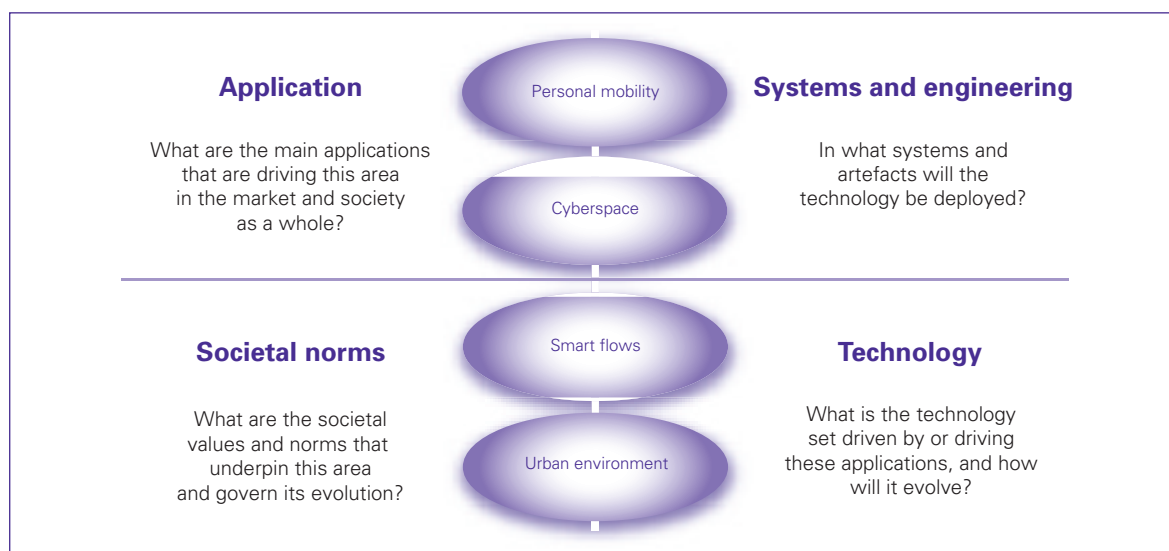 Application
What are the main applications
that are driving this area
in the market and society
as a whole?
Personal mobility
Cyberspace
Systems and engineering
In what systems and
artefacts will the
technology be deployed?
Societal norms
What are the societal
values and norms that
underpin this area
and govern its evolution?
Smart flows
Urban environment
Technology
What is the technology
set driven by or driving
these applications, and how
will it evolve?